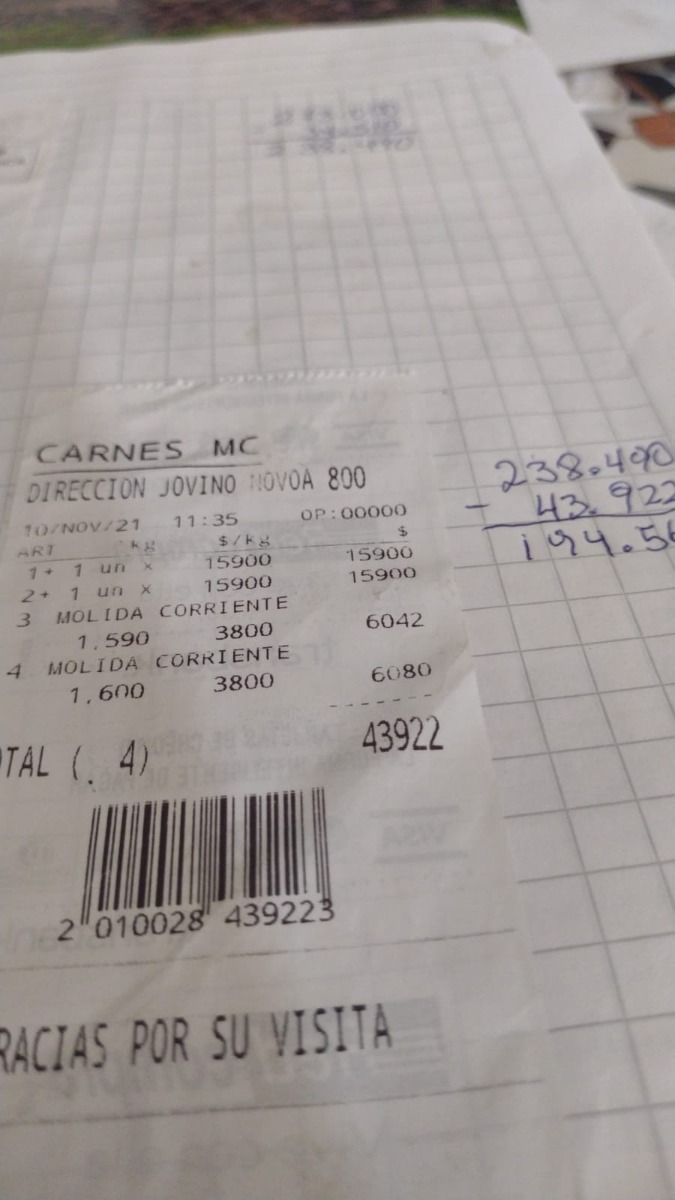 CARNES MC
DIRECCION JOVINO NOVOA 800
10/NOV/21 11:35 OP:00000
ART kg $/kg $
1+ 1 un x 15900 15900
2+ 1 un x 15900 15900
3 MOLIDA CORRIENTE
1,590 3800 6042
4 MOLIDA CORRIENTE
1,600 3800 6080
OTAL (. 4) 43922
2 010028 439223
RACIAS POR SU VISITA
238.490
- 43.922
194.56